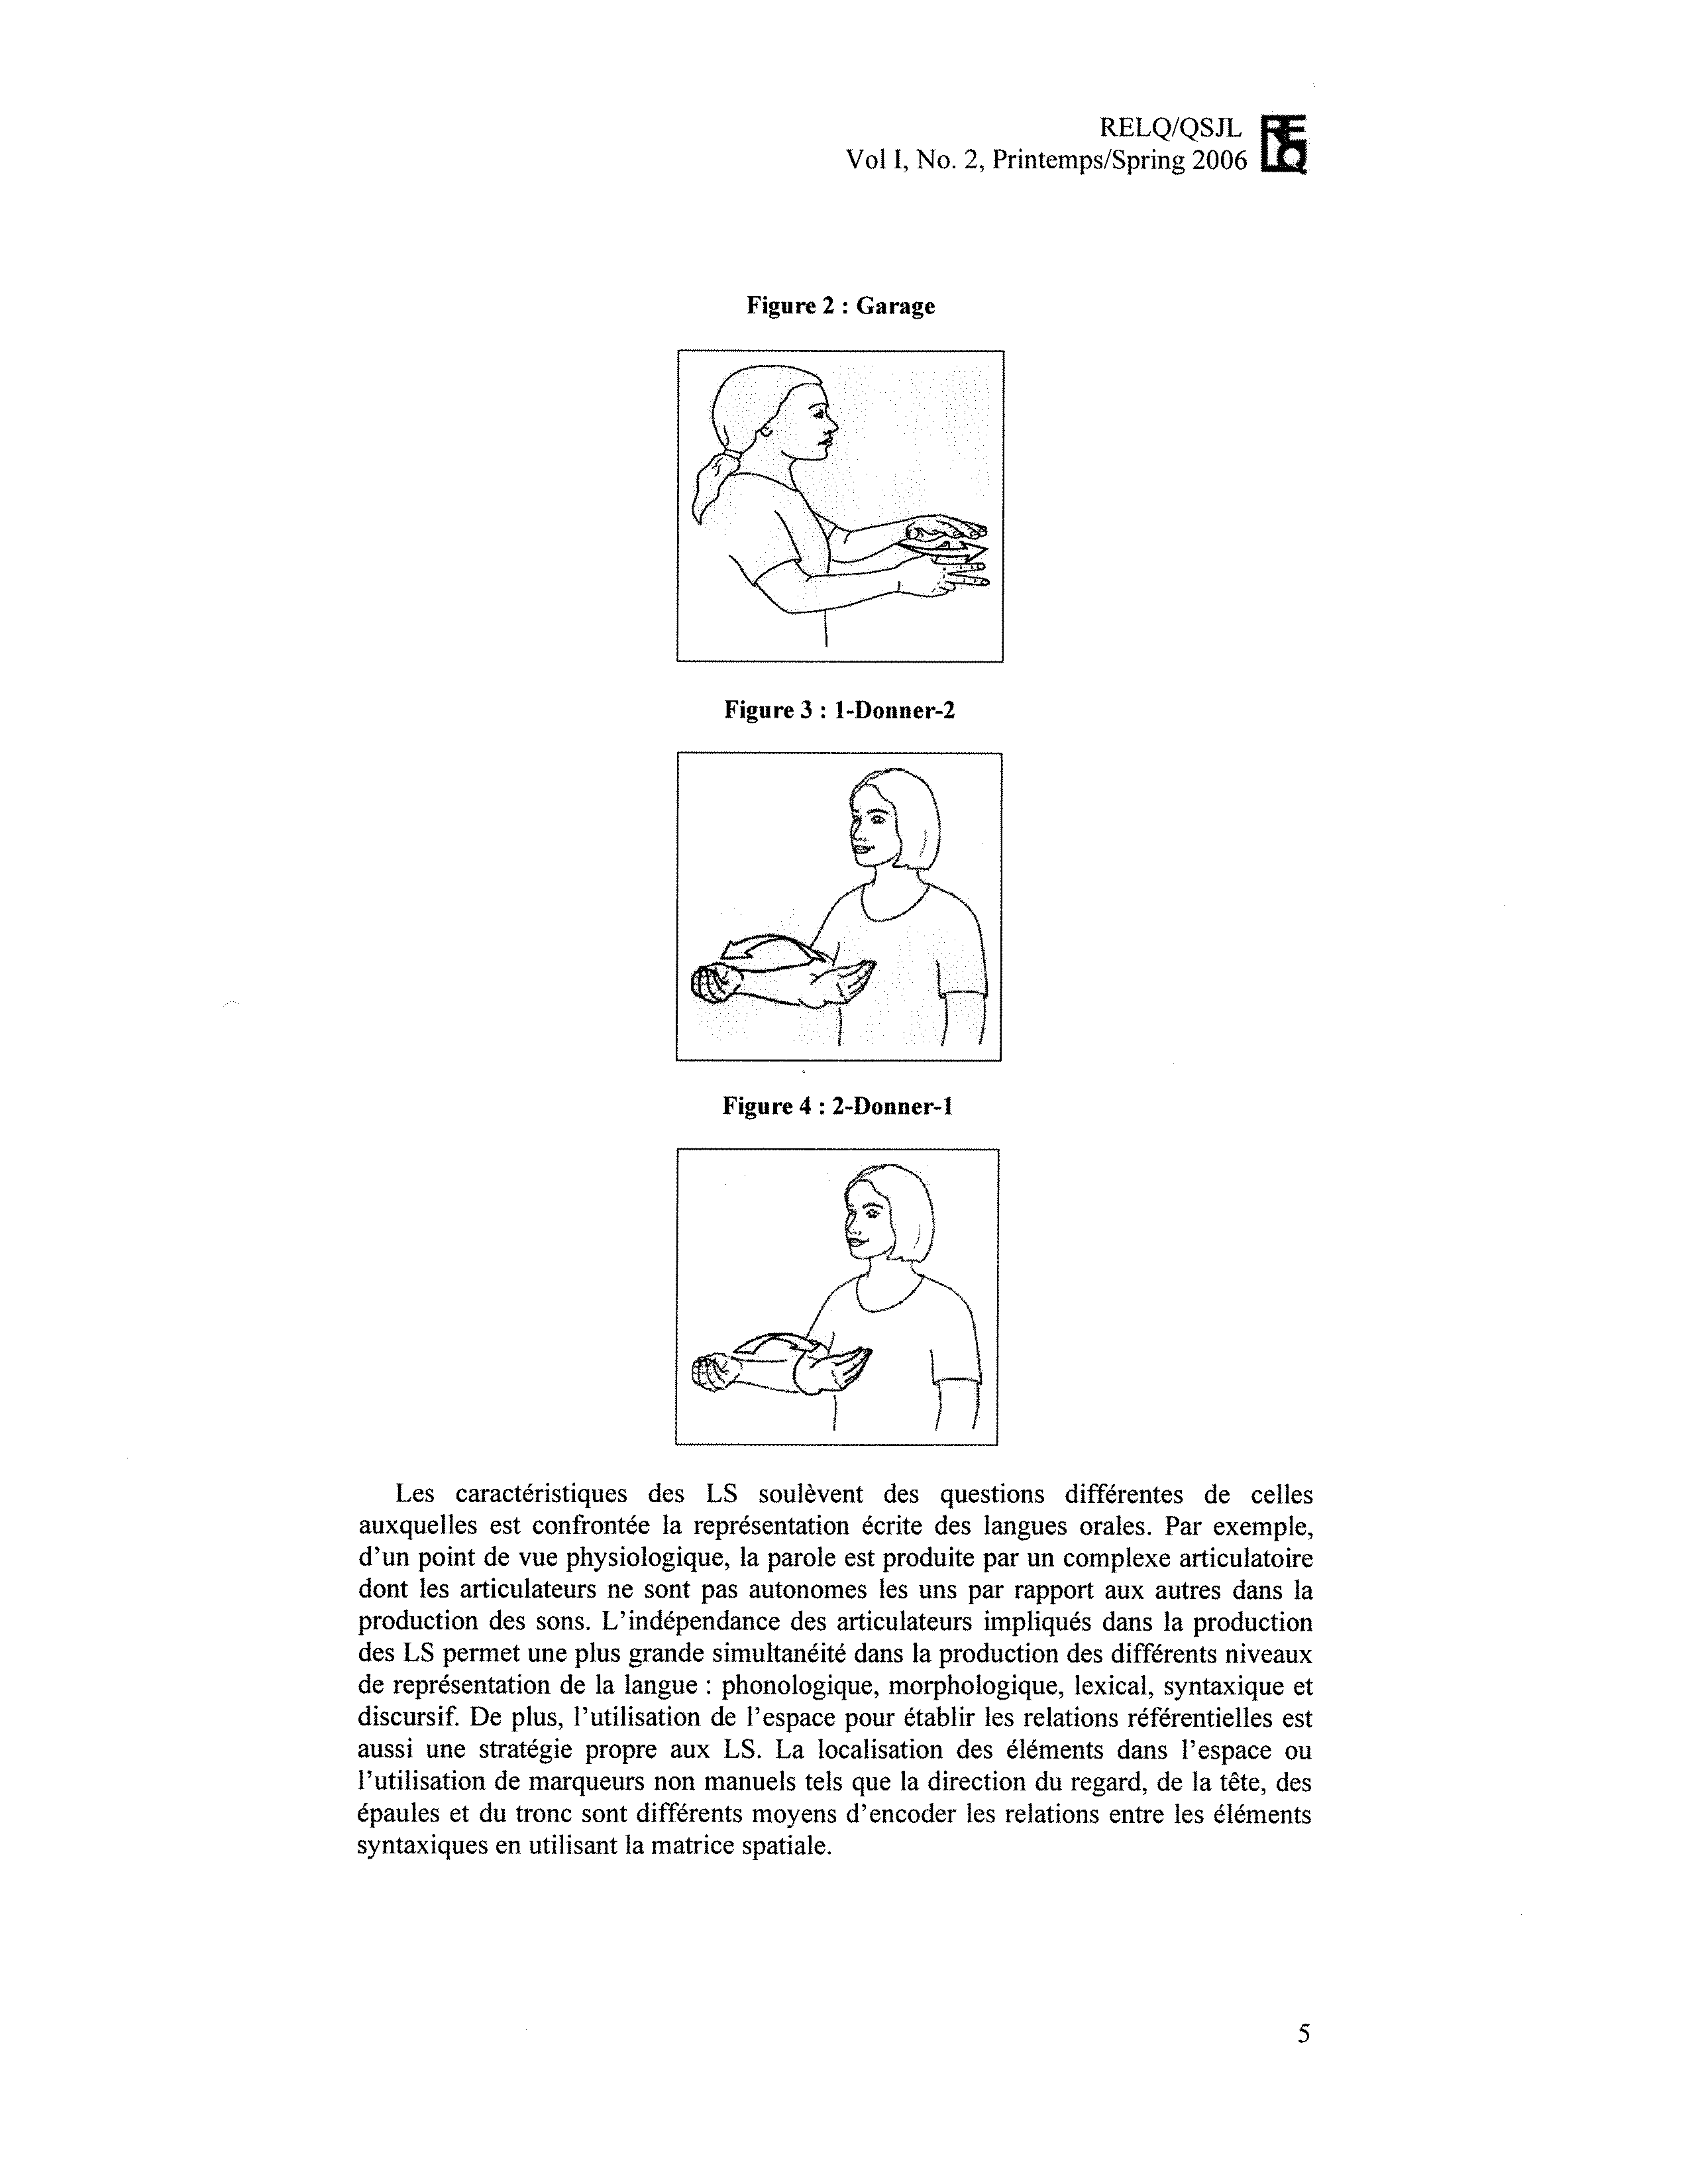 RELQ/QSJL
Vol I, No. 2, Printemps/Spring 2006
RELQ
Figure 2 : Garage
Figure 3 : 1-Donner-2
Figure 4 : 2-Donner-1
Les caractéristiques des LS soulèvent des questions différentes de celles
auxquelles est confrontée la représentation écrite des langues orales. Par exemple,
d'un point de vue physiologique, la parole est produite par un complexe articulatoire
dont les articulateurs ne sont pas autonomes les uns par rapport aux autres dans la
production des sons. L'indépendance des articulateurs impliqués dans la production
des LS permet une plus grande simultanéité dans la production des différents niveaux
de représentation de la langue : phonologique, morphologique, lexical, syntaxique et
discursif. De plus, l'utilisation de l'espace pour établir les relations référentielles est
aussi une stratégie propre aux LS. La localisation des éléments dans l'espace ou
l'utilisation de marqueurs non manuels tels que la direction du regard, de la tête, des
épaules et du tronc sont différents moyens d'encoder les relations entre les éléments
syntaxiques en utilisant la matrice spatiale.
5